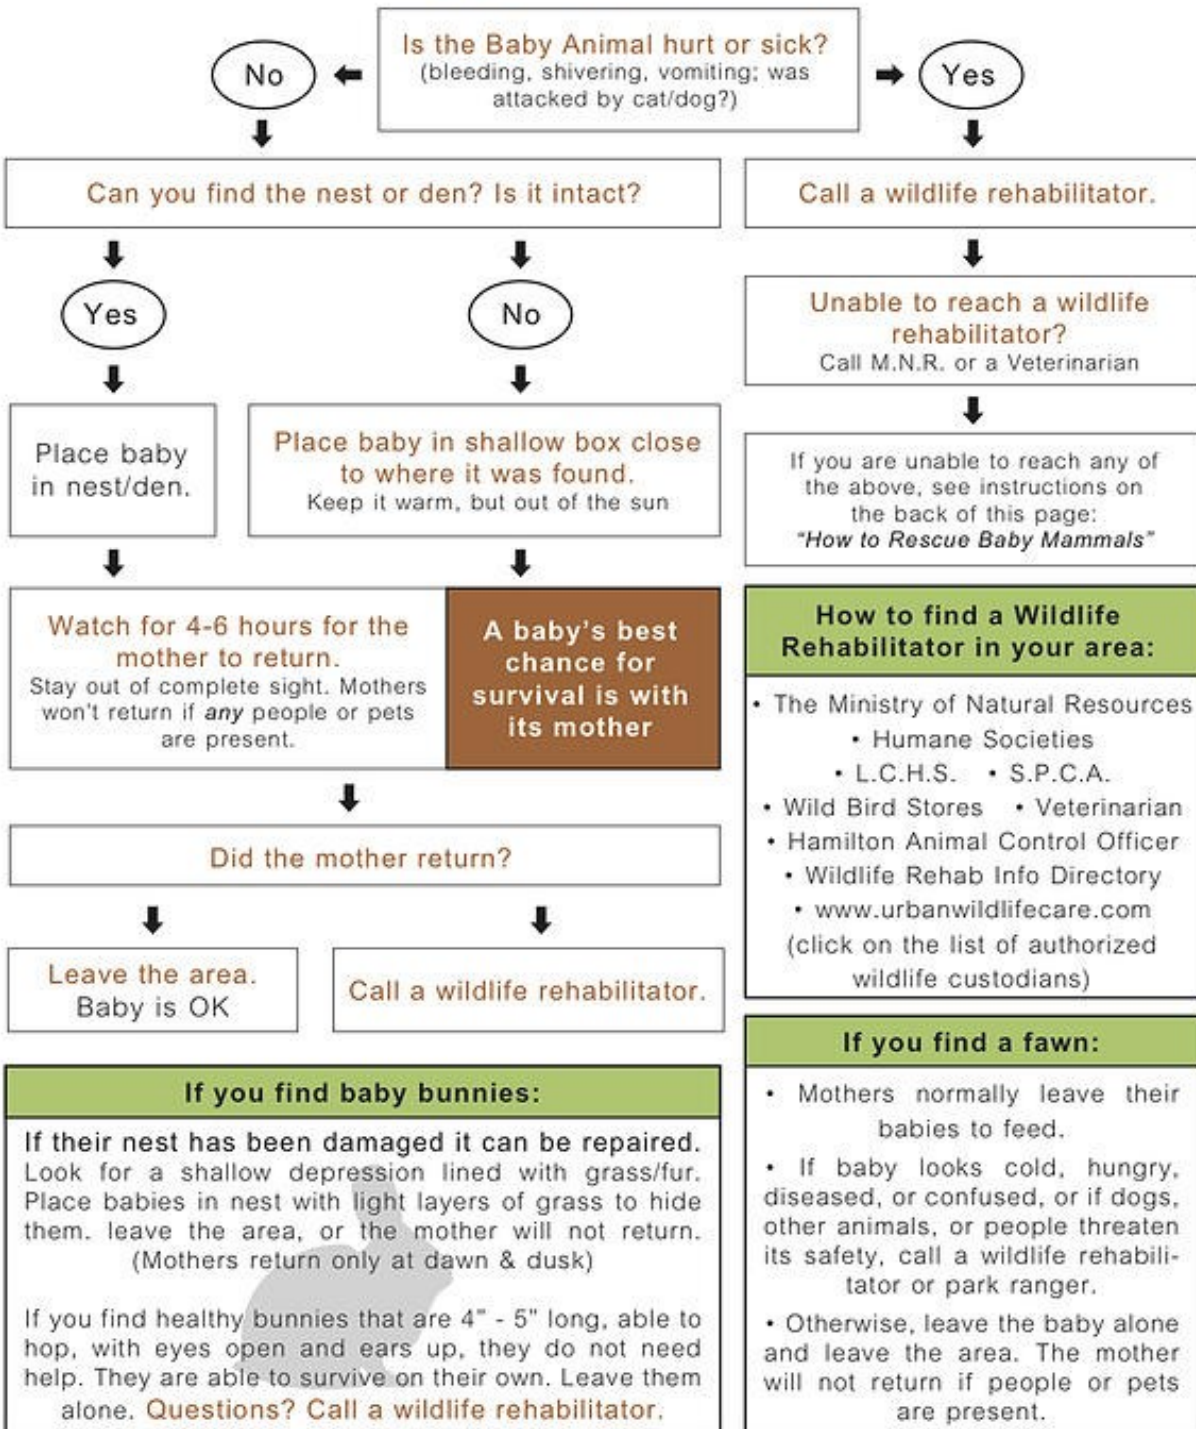 Is the Baby Animal hurt or sick?
(bleeding, shivering, vomiting; was
attacked by cat/dog?)
No
Yes
Can you find the nest or den? Is it intact?
Call a wildlife rehabilitator.
Yes
No
Unable to reach a wildlife
rehabilitator?
Call M.N.R. or a Veterinarian
Place baby
in nest/den.
Place baby in shallow box close
to where it was found.
Keep it warm, but out of the sun
If you are unable to reach any of
the above, see instructions on
the back of this page:
"How to Rescue Baby Mammals"
Watch for 4-6 hours for the
mother to return.
Stay out of complete sight. Mothers
won't return if any people or pets
are present.
A baby's best
chance for
survival is with
its mother
Did the mother return?
Leave the area.
Baby is OK
Call a wildlife rehabilitator.
How to find a Wildlife
Rehabilitator in your area:
• The Ministry of Natural Resources
• Humane Societies
• L.C.H.S. • S.P.C.A.
• Wild Bird Stores • Veterinarian
• Hamilton Animal Control Officer
• Wildlife Rehab Info Directory
• www.urbanwildlifecare.com
(click on the list of authorized
wildlife custodians)
If you find baby bunnies:
If their nest has been damaged it can be repaired.
Look for a shallow depression lined with grass/fur.
Place babies in nest with light layers of grass to hide
them. leave the area, or the mother will not return.
(Mothers return only at dawn & dusk)
If you find healthy bunnies that are 4" - 5" long, able to
hop, with eyes open and ears up, they do not need
help. They are able to survive on their own. Leave them
alone. Questions? Call a wildlife rehabilitator.
If you find a fawn:
• Mothers normally leave their
babies to feed.
• If baby looks cold, hungry,
diseased, or confused, or if dogs,
other animals, or people threaten
its safety, call a wildlife rehabili-
tator or park ranger.
• Otherwise, leave the baby alone
and leave the area. The mother
will not return if people or pets
are present.